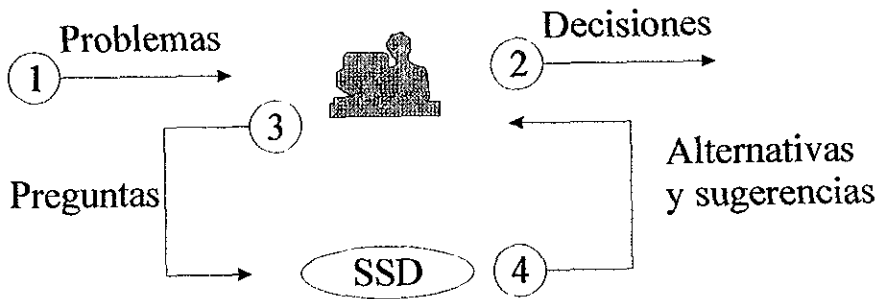 Problemas
1
Decisiones
2
3
Preguntas
Alternativas
y sugerencias
SSD
4